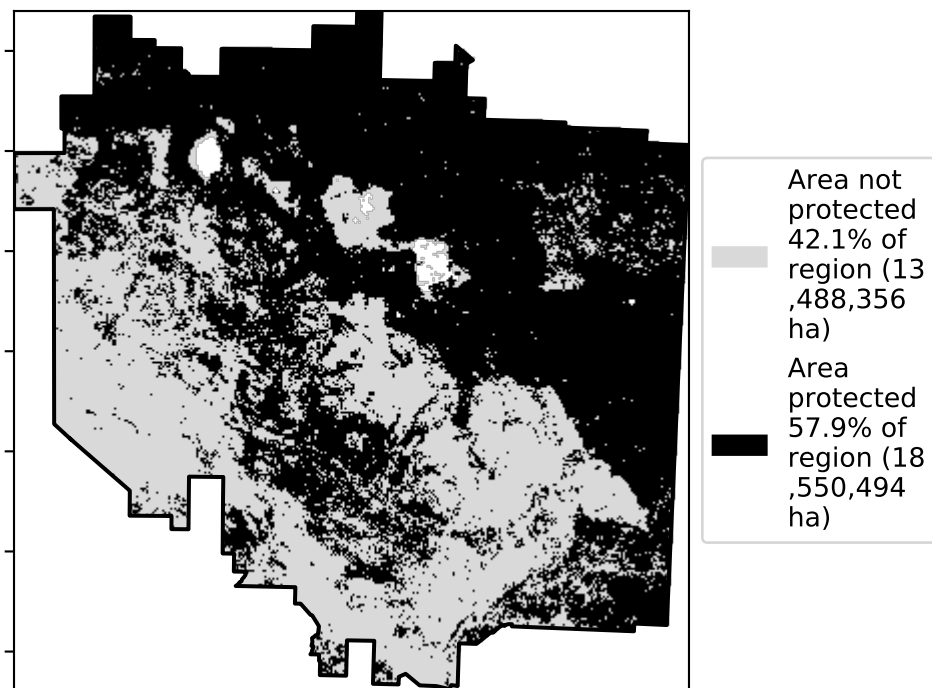 Area not
protected
42.1% of
region (13
,488,356
ha)
Area
protected
57.9% of
region (18
,550,494
ha)